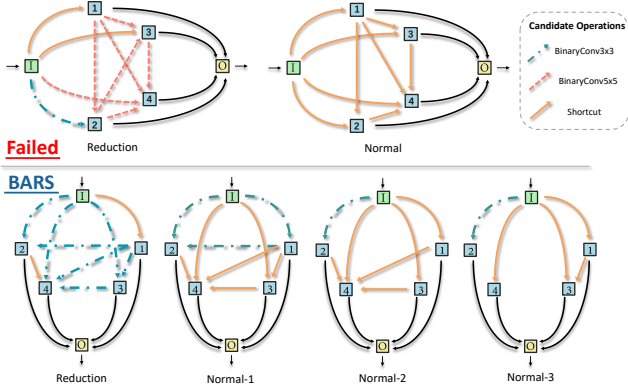 Candidate Operations
BinaryConv3x3
BinaryConv5x5
Shortcut
1
3
I
O
4
2
Reduction
1
3
I
O
4
2
Normal
Failed
BARS
I
2
1
4
3
O
Reduction
I
2
1
4
3
O
Normal-1
I
2
1
4
3
O
Normal-2
I
2
1
4
3
O
Normal-3